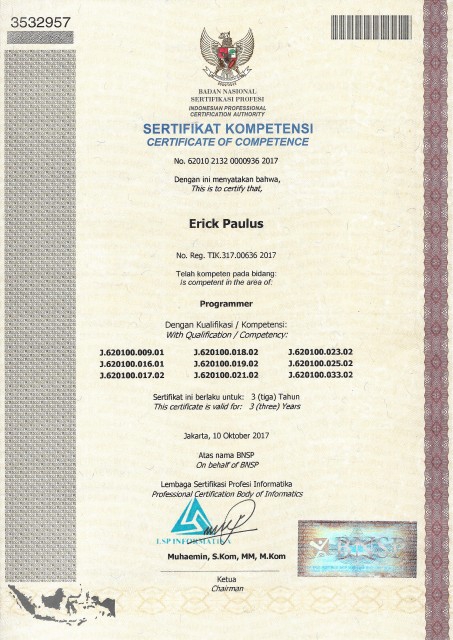 3532957
BADAN NASIONAL
SERTIFIKASI PROFESI
INDONESIAN PROFESSIONAL
CERTIFICATION AUTHORITY
SERTIFIKAT KOMPETENSI
CERTIFICATE OF COMPETENCE
No. 62010 2132 0000936 2017
Dengan ini menyatakan bahwa,
This is to certify that,
Erick Paulus
No. Reg. TIK.317.00636 2017
Telah kompeten pada bidang:
Is competent in the area of:
Programmer
Dengan Kualifikasi / Kompetensi:
With Qualification / Competency:
J.620100.009.01 J.620100.018.02 J.620100.023.02
J.620100.016.01 J.620100.019.02 J.620100.025.02
J.620100.017.02 J.620100.021.02 J.620100.033.02
Sertifikat ini berlaku untuk: 3 (tiga) Tahun
This certificate is valid for: 3 (three) Years
Jakarta, 10 Oktober 2017
Atas nama BNSP
On behalf of BNSP
Lembaga Sertifikasi Profesi Informatika
Professional Certification Body of Informatics
LSP INFORMATIKA
BNSP
Muhaemin, S.Kom, MM, M.Kom
Ketua
Chairman